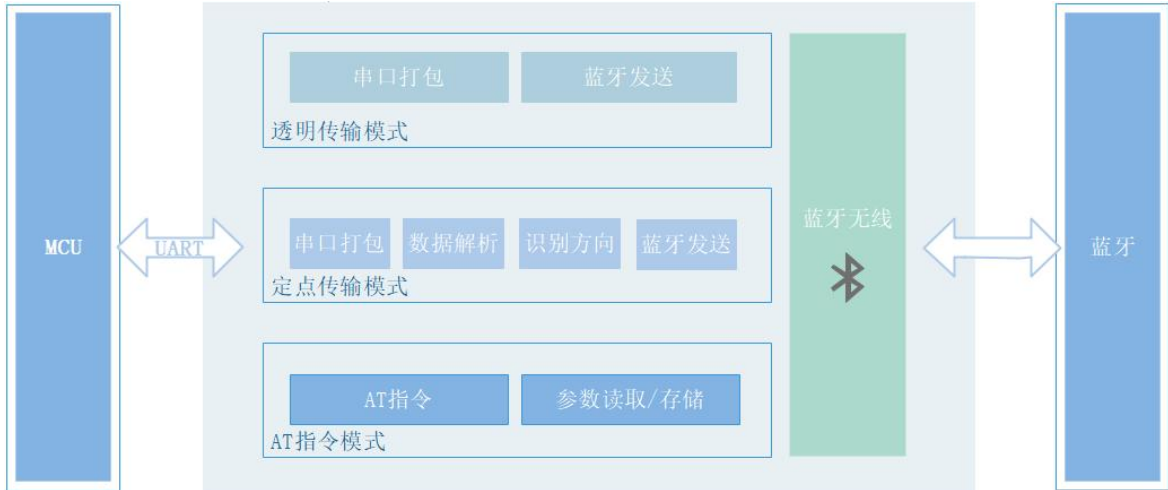 串口打包
蓝牙发送
透明传输模式
MCU
UART
串口打包
数据解析
识别方向
蓝牙发送
定点传输模式
蓝牙无线
蓝牙
AT指令
参数读取/存储
AT指令模式